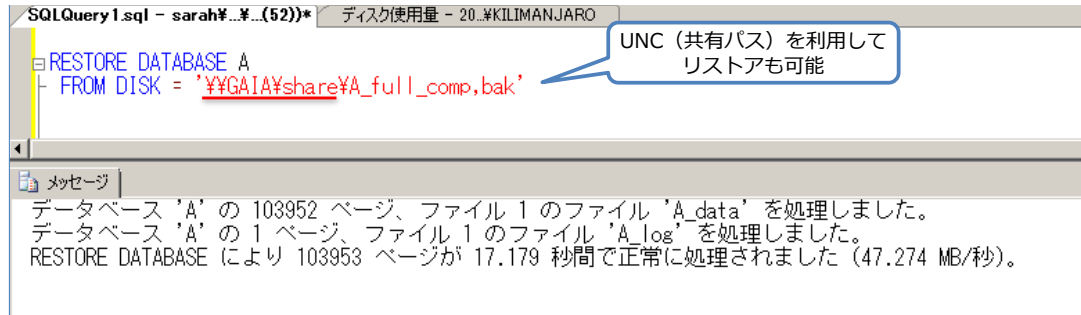 SQLQuery1.sql - sarah¥...¥...(52))* ディスク使用量 - 20..¥KILIMANJARO
UNC（共有パス）を利用して
リストアも可能
RESTORE DATABASE A
FROM DISK = '¥¥GAIA¥share¥A_full_comp,bak'
メッセージ
データベース 'A' の 103952 ページ、ファイル 1 のファイル 'A_data' を処理しました。
データベース 'A' の 1 ページ、ファイル 1 のファイル 'A_log' を処理しました。
RESTORE DATABASE により 103953 ページが 17.179 秒間で正常に処理されました (47.274 MB/秒)。